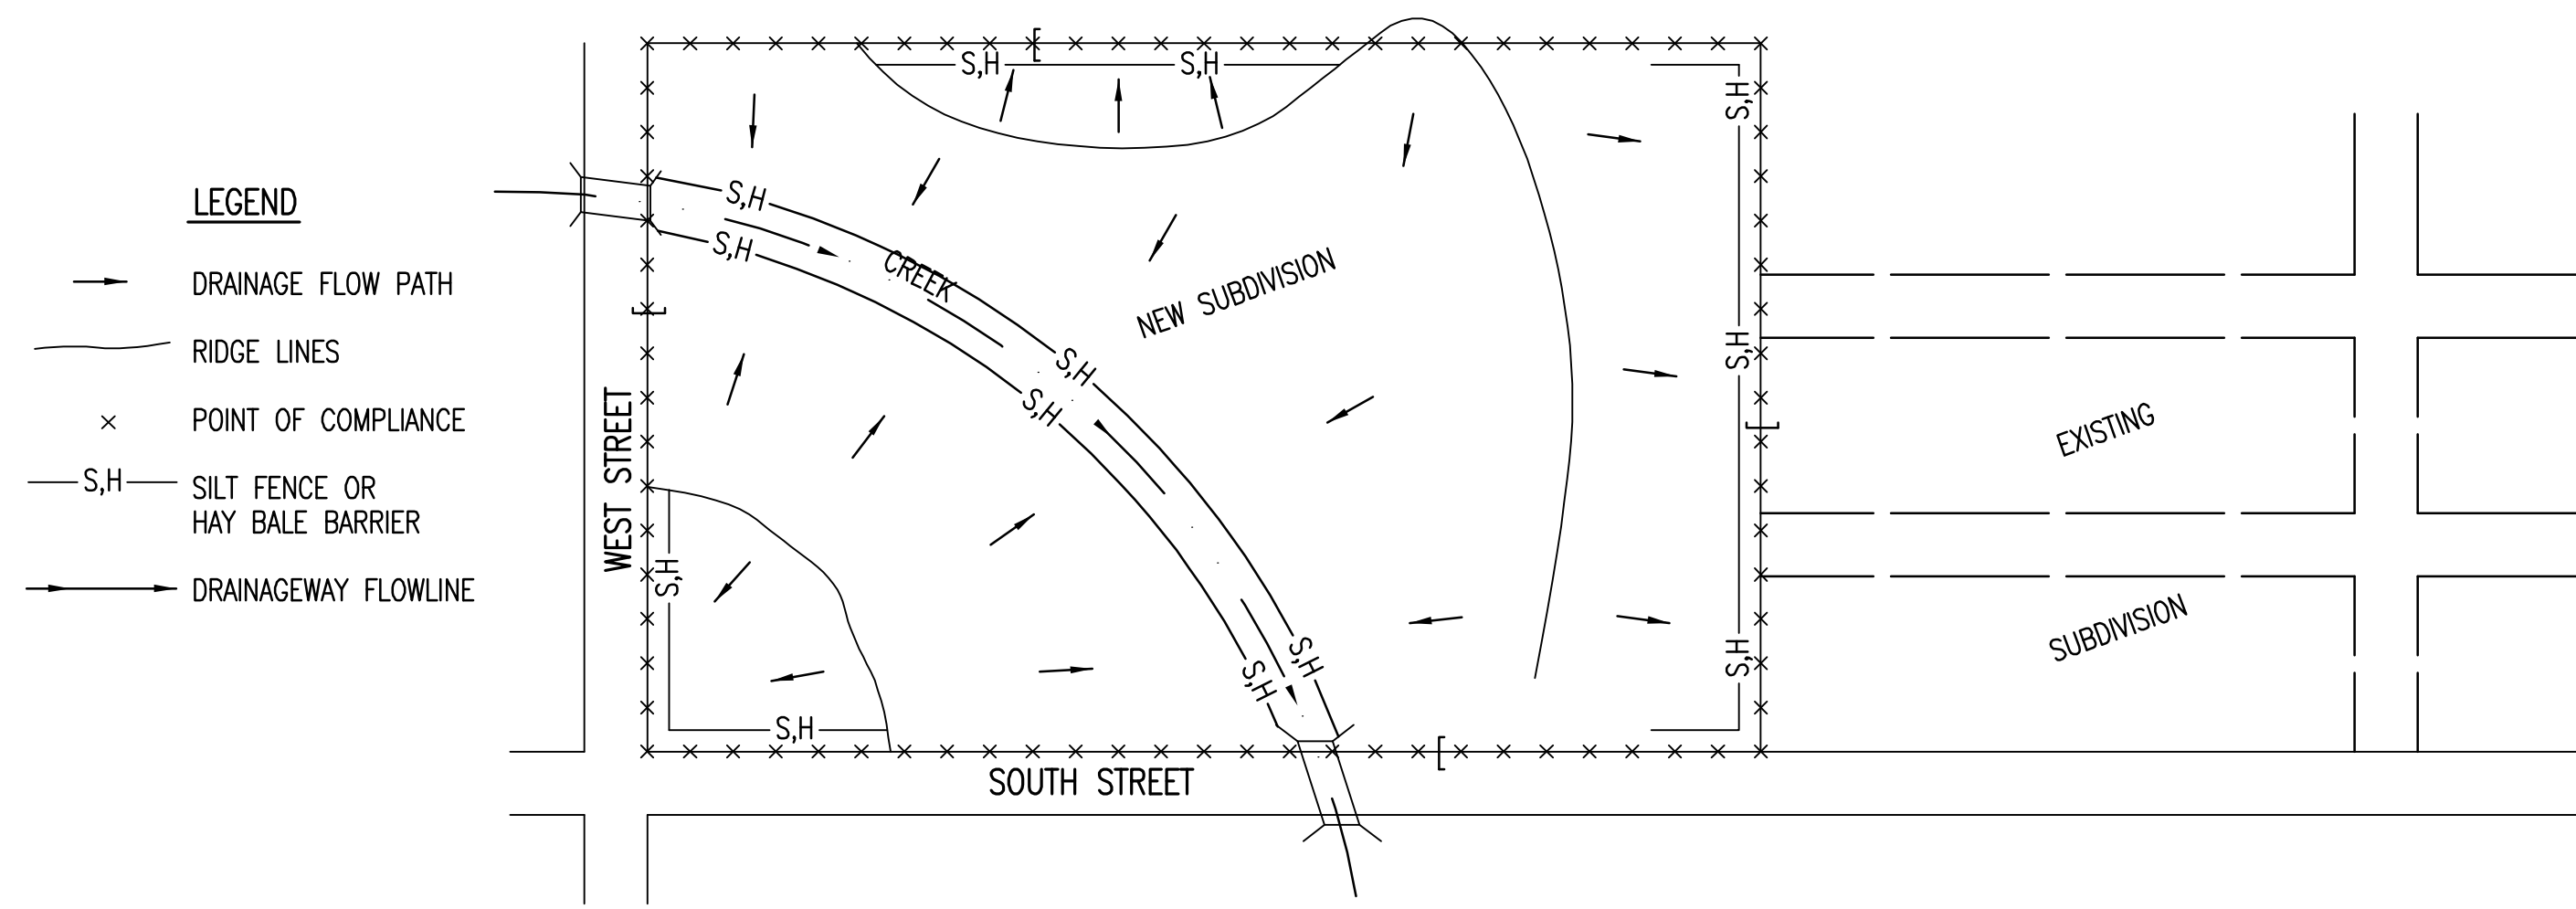 LEGEND
DRAINAGE FLOW PATH
RIDGE LINES
POINT OF COMPLIANCE
S,H SILT FENCE OR
HAY BALE BARRIER
DRAINAGEWAY FLOWLINE
S,H
S,H
S,H
S,H
S,H
CREEK
NEW SUBDIVISION
S,H
S,H
S,H
WEST STREET
S,H
S,H
S,H
S,H
S,H
SOUTH STREET
EXISTING
SUBDIVISION